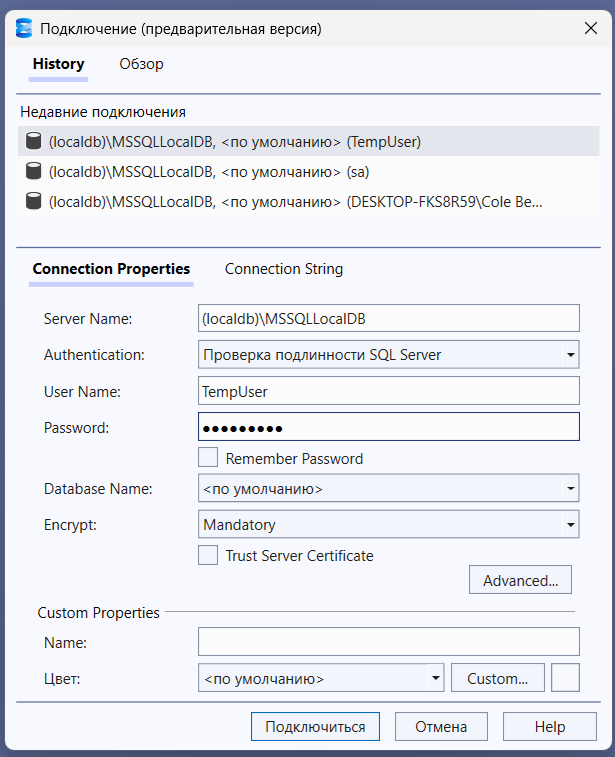 Подключение (предварительная версия)
History Обзор
Недавние подключения
(localdb)\MSSQLLocalDB, <по умолчанию> (TempUser)
(localdb)\MSSQLLocalDB, <по умолчанию> (sa)
(localdb)\MSSQLLocalDB, <по умолчанию> (DESKTOP-FKS8R59\Cole Be...
Connection Properties Connection String
Server Name: (localdb)\MSSQLLocalDB
Authentication: Проверка подлинности SQL Server
User Name: TempUser
Password: ●●●●●●●●●
Remember Password
Database Name: <по умолчанию>
Encrypt: Mandatory
Trust Server Certificate
Advanced...
Custom Properties
Name:
Цвет: <по умолчанию> Custom...
Подключиться Отмена Help